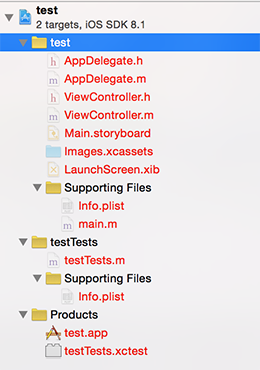 test
2 targets, iOS SDK 8.1
test
AppDelegate.h
AppDelegate.m
ViewController.h
ViewController.m
Main.storyboard
Images.xcassets
LaunchScreen.xib
Supporting Files
Info.plist
main.m
testTests
testTests.m
Supporting Files
Info.plist
Products
test.app
testTests.xctest